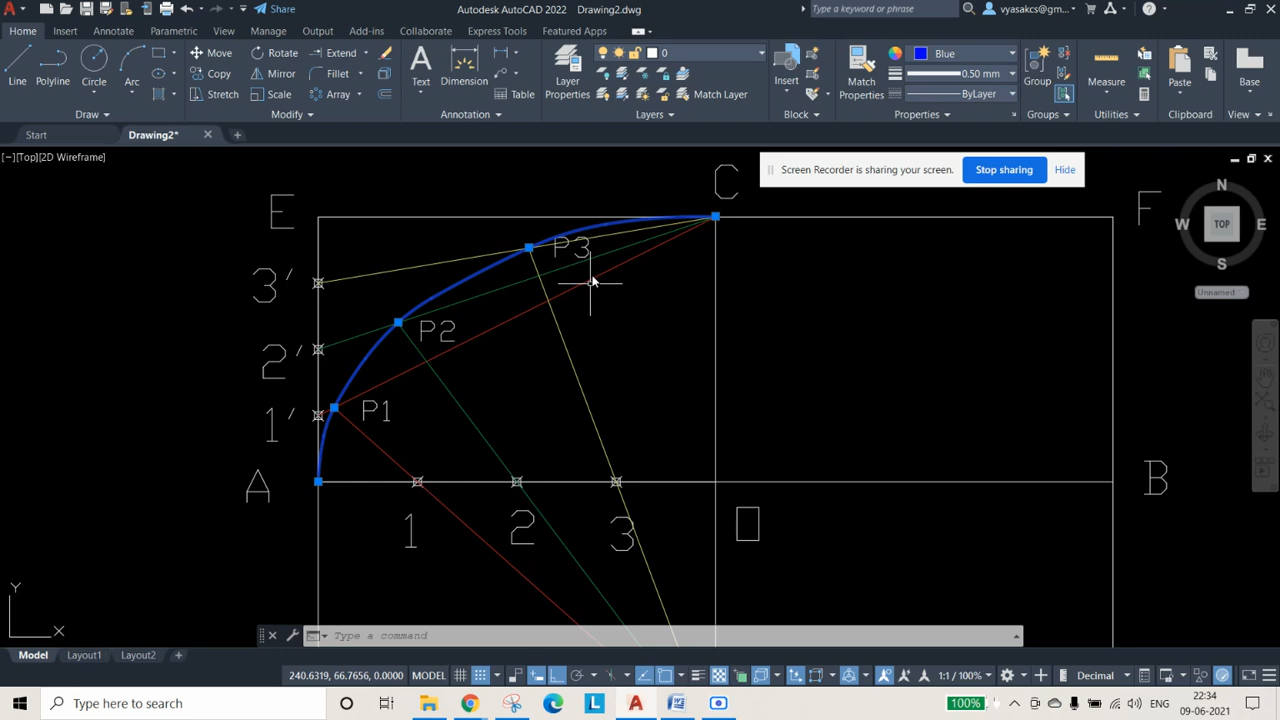 Share
Autodesk AutoCAD 2022 Drawing2.dwg
Type a keyword or phrase
vyasakcs@gm...
Home Insert Annotate Parametric View Manage Output Add-ins Collaborate Express Tools Featured Apps
Line Polyline Circle Arc
Move Rotate Extend
Copy Mirror Fillet
Stretch Scale Array
Text Dimension Table
Layer Properties
0
Match Layer
Insert
Match Properties
Blue
0.50 mm
ByLayer
Group Measure Paste Base
Draw Modify Annotation Layers Block Properties Groups Utilities Clipboard View
Start Drawing2*
[−][Top][2D Wireframe]
Screen Recorder is sharing your screen. Stop sharing Hide
N
W TOP E
S
Unnamed
E C F
3' P3
2' P2
1' P1
A B
1 2 3 O
Y
X
Type a command
Model Layout1 Layout2
240.6319, 66.7656, 0.0000 MODEL 1:1 / 100% Decimal
Type here to search
100%
ENG
22:34
09-06-2021